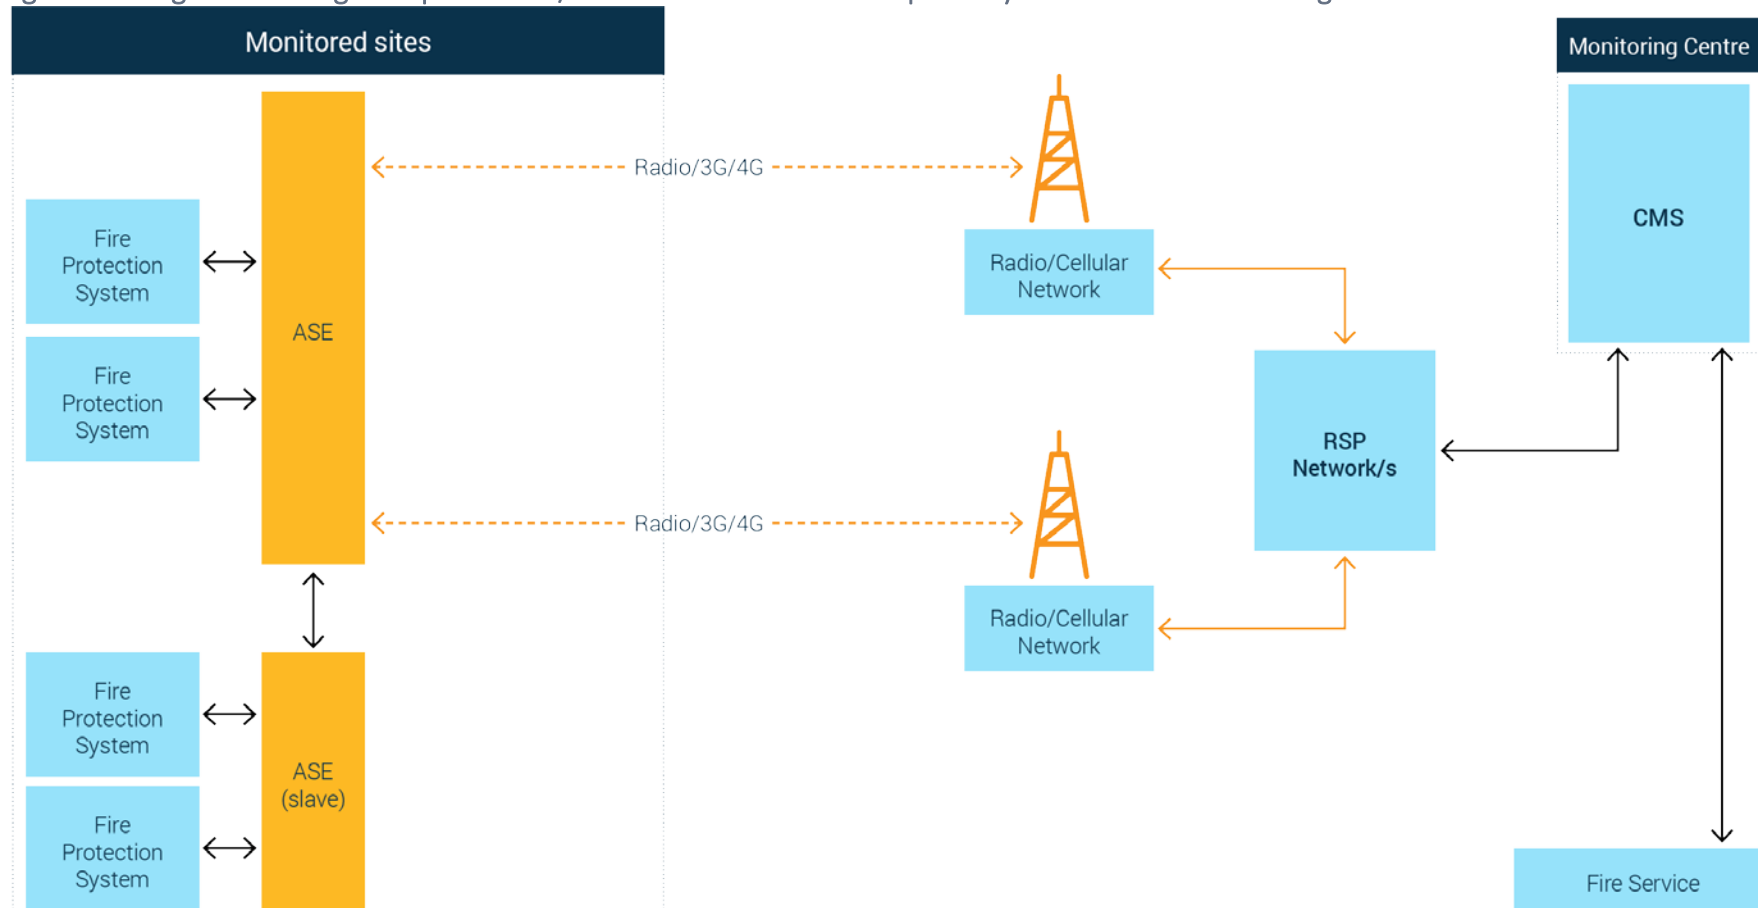 Monitored sites
Monitoring Centre
Fire
Protection
System
Fire
Protection
System
ASE
Radio/3G/4G
Radio/3G/4G
Radio/Cellular
Network
Radio/Cellular
Network
RSP
Network/s
CMS
Fire
Protection
System
Fire
Protection
System
ASE
(slave)
Fire Service